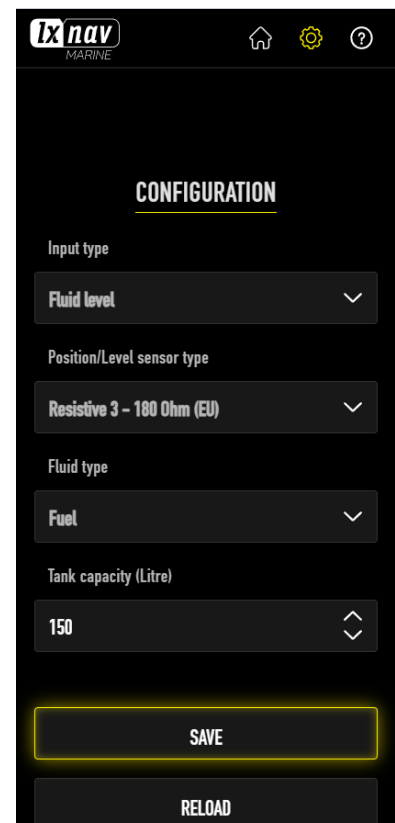 lx nav
MARINE
CONFIGURATION
Input type
Fluid level
Position/Level sensor type
Resistive 3 - 180 Ohm (EU)
Fluid type
Fuel
Tank capacity (Litre)
150
SAVE
RELOAD